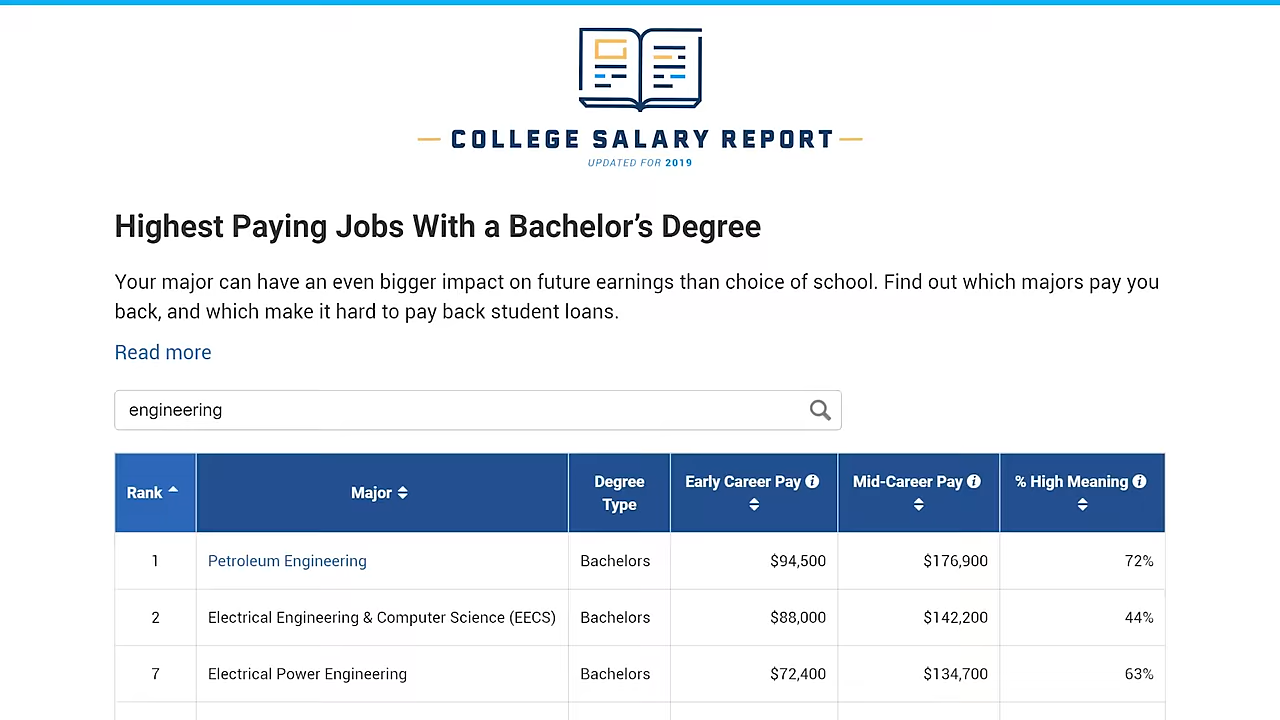 COLLEGE SALARY REPORT
UPDATED FOR 2019
Highest Paying Jobs With a Bachelor’s Degree
Your major can have an even bigger impact on future earnings than choice of school. Find out which majors pay you
back, and which make it hard to pay back student loans.
Read more
engineering
Rank Major Degree Type Early Career Pay Mid-Career Pay % High Meaning
1 Petroleum Engineering Bachelors $94,500 $176,900 72%
2 Electrical Engineering & Computer Science (EECS) Bachelors $88,000 $142,200 44%
7 Electrical Power Engineering Bachelors $72,400 $134,700 63%